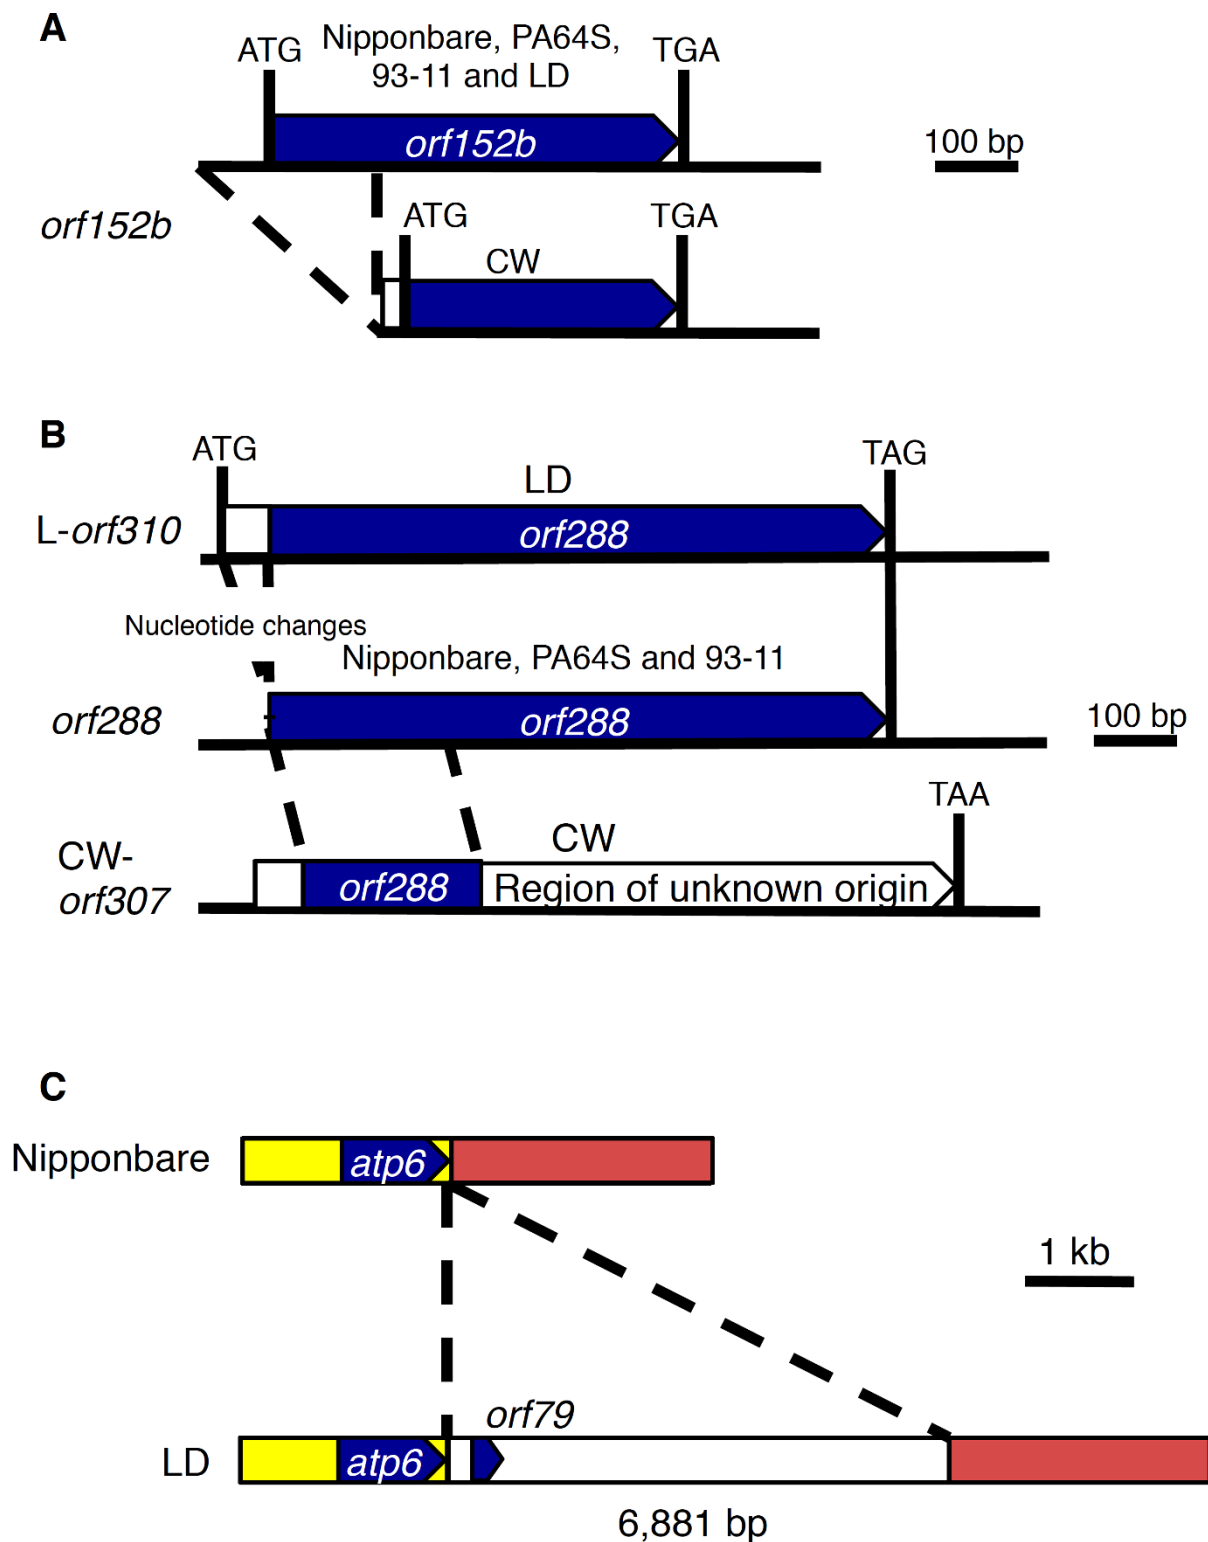 A
ATG
Nipponbare, PA64S,
93-11 and LD
TGA
orf152b
100 bp
orf152b
ATG
TGA
CW
B
ATG
LD
TAG
L-orf310
orf288
Nucleotide changes
Nipponbare, PA64S and 93-11
orf288
orf288
100 bp
TAA
CW-
orf307
CW
orf288
Region of unknown origin
C
Nipponbare
atp6
1 kb
orf79
LD
atp6
6,881 bp